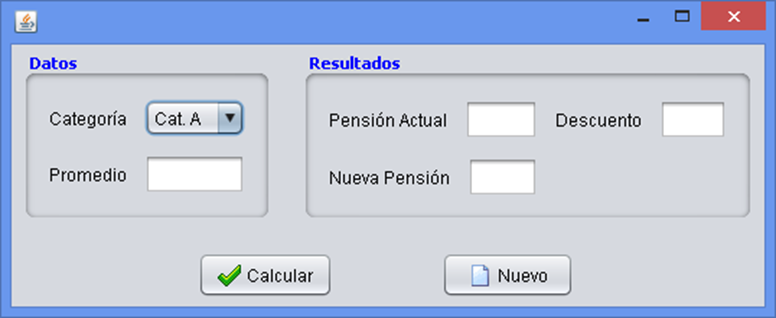 Datos
Categoría Cat. A
Promedio
Resultados
Pensión Actual Descuento
Nueva Pensión
Calcular Nuevo